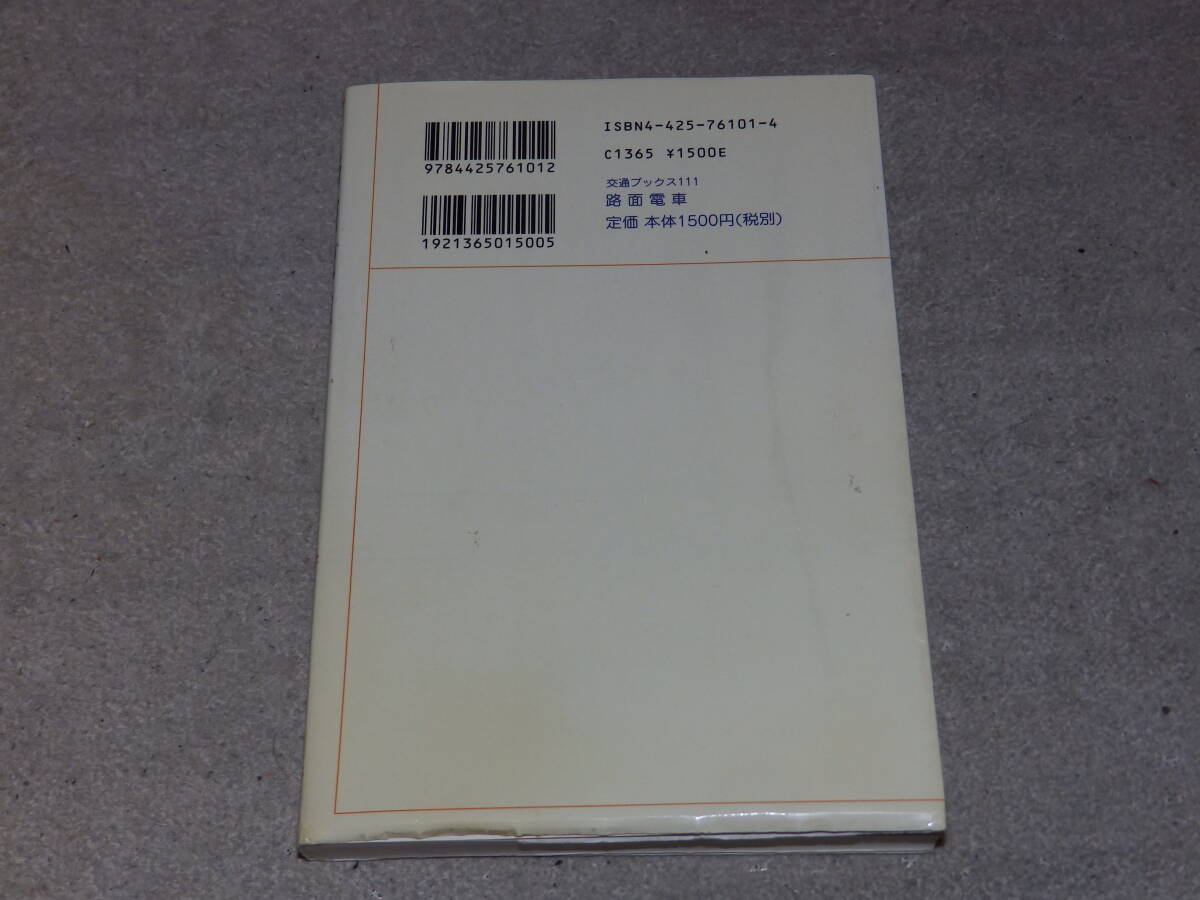 9784425761012
1921365015005
ISBN4-425-76101-4
C1365 ¥1500E
交通ブックス111
路面電車
定価 本体1500円(税別)